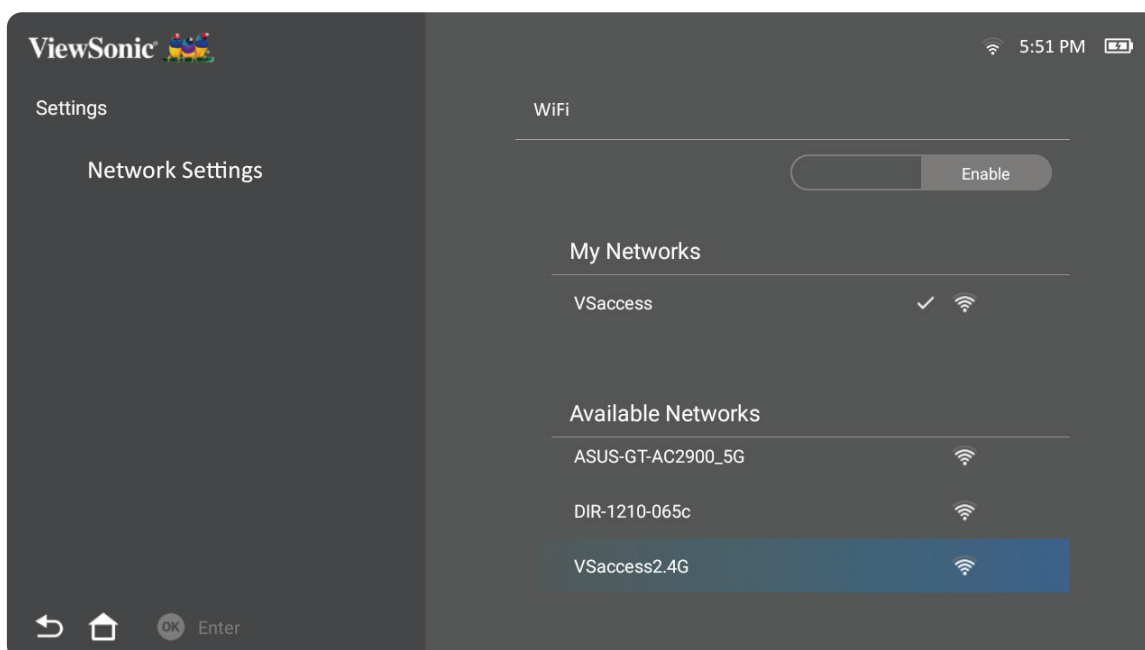 ViewSonic
5:51 PM
Settings
Network Settings
WiFi
Enable
My Networks
VSaccess
Available Networks
ASUS-GT-AC2900_5G
DIR-1210-065c
VSaccess2.4G
OK Enter